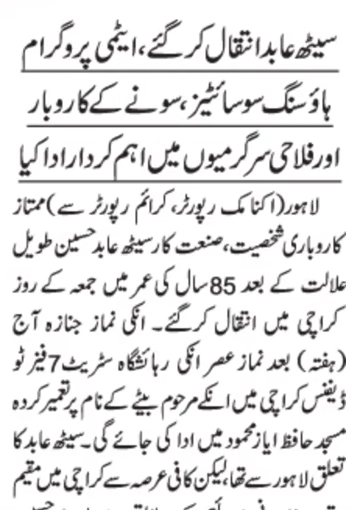 سیٹھ عابد انتقال کر گئے، ایٹمی پروگرام
ہاؤسنگ سوسائٹیز، سونے کے کاروبار
اور فلاحی سرگرمیوں میں اہم کردار ادا کیا
لاہور (اکنامک رپورٹر، کرائم رپورٹر سے) ممتاز
کاروباری شخصیت، صنعت کار سیٹھ عابد حسین طویل
علالت کے بعد 85 سال کی عمر میں جمعہ کے روز
کراچی میں انتقال کر گئے۔ انکی نماز جنازہ آج
(ہفتہ) بعد نماز عصر انکی رہائشگاہ سٹریٹ 7 فیز ٹو
ڈیفنس کراچی میں انکے مرحوم بیٹے کے نام پر تعمیر کردہ
مسجد حافظ ایاز محمود میں ادا کی جائے گی۔ سیٹھ عابد کا
تعلق لاہور سے تھا، لیکن کافی عرصہ سے کراچی میں مقیم